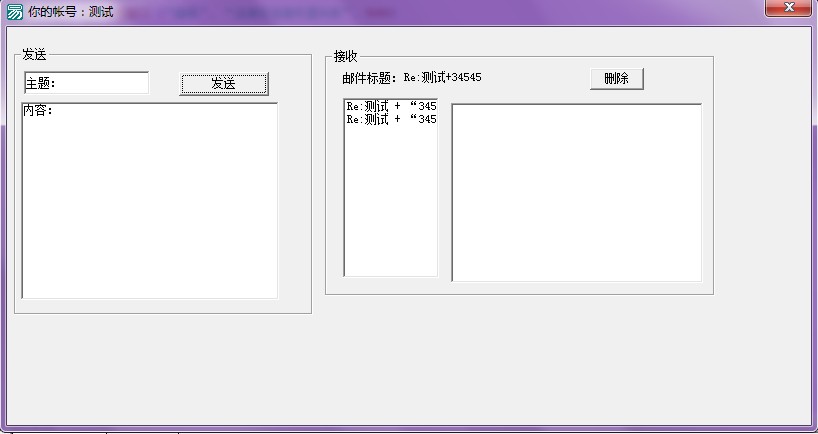 你的帐号：测试
发送
主题：
发送
内容：
接收
邮件标题：Re:测试+34545
删除
Re:测试 + “345
Re:测试 + “345